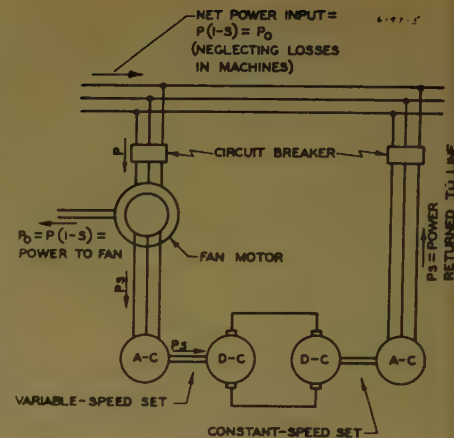 NET POWER INPUT=
P(1-S)=P₀
(NEGLECTING LOSSES
IN MACHINES)
P
CIRCUIT BREAKER
P₀=P(1-S)=
POWER TO FAN
FAN MOTOR
PS
PS=POWER
RETURNED TO LINE
PS
A-C
D-C
D-C
A-C
VARIABLE-SPEED SET
CONSTANT-SPEED SET